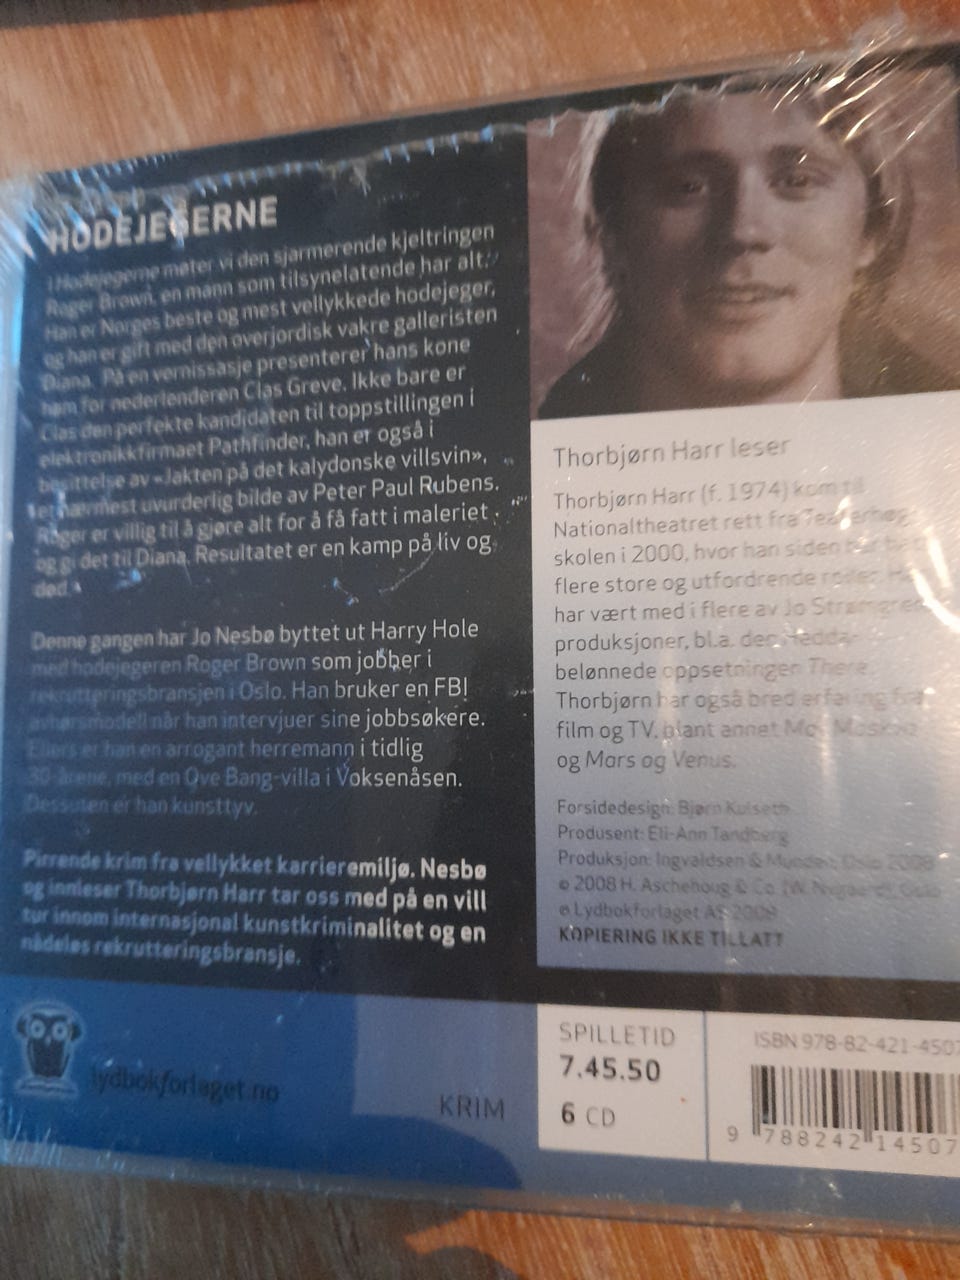 HODEJEGERNE
I Hodejegerne møter vi den sjarmerende kjeltringen
Roger Brown, en mann som tilsynelatende har alt.
Han er Norges beste og mest vellykkede hodejeger,
og han er gift med den overjordisk vakre galleristen
Diana. På en vernissasje presenterer hans kone
ham for nederlenderen Clas Greve. Ikke bare er
Clas den perfekte kandidaten til toppstillingen i
elektronikkfirmaet Pathfinder, han er også i
besittelse av «Jakten på det kalydonske villsvin»,
et nærmest uvurderlig bilde av Peter Paul Rubens.
Roger er villig til å gjøre alt for å få fatt i maleriet
og gi det til Diana. Resultatet er en kamp på liv og
død.
Denne gangen har Jo Nesbø byttet ut Harry Hole
med hodejegeren Roger Brown som jobber i
rekrutteringsbransjen i Oslo. Han bruker en FBI
avhørsmodell når han intervjuer sine jobbsøkere.
Ellers er han en arrogant herremann i tidlig
30-årene, med en Ove Bang-villa i Voksenåsen.
Dessuten er han kunsttyv.
Pirrende krim fra vellykket karrieremiljø. Nesbø
og innleser Thorbjørn Harr tar oss med på en vill
tur innom internasjonal kunstkriminalitet og en
nådeløs rekrutteringsbransje.
lydbokforlaget.no
KRIM
Thorbjørn Harr leser
Thorbjørn Harr (f. 1974) kom til
Nationaltheatret rett fra Teaterhøg-
skolen i 2000, hvor han siden har hatt
flere store og utfordrende roller. Han
har vært med i flere av Jo Strømgren
produksjoner, bl.a. den Hedda-
belønnede oppsetningen There.
Thorbjørn har også bred erfaring fra
film og TV, blant annet Mot Moskva
og Mars og Venus.
Forsidedesign: Bjørn Kulseth
Produsent: Eli-Ann Tandberg
Produksjon: Ingvaldsen & Oslo 2008
© 2008 H. Aschehoug & Co. (W. Nygaard), Oslo
Lydbokforlaget AS 2008
KOPIERING IKKE TILLATT
SPILLETID
7.45.50
6 CD
ISBN 978-82-421-4507
9 788242 14507